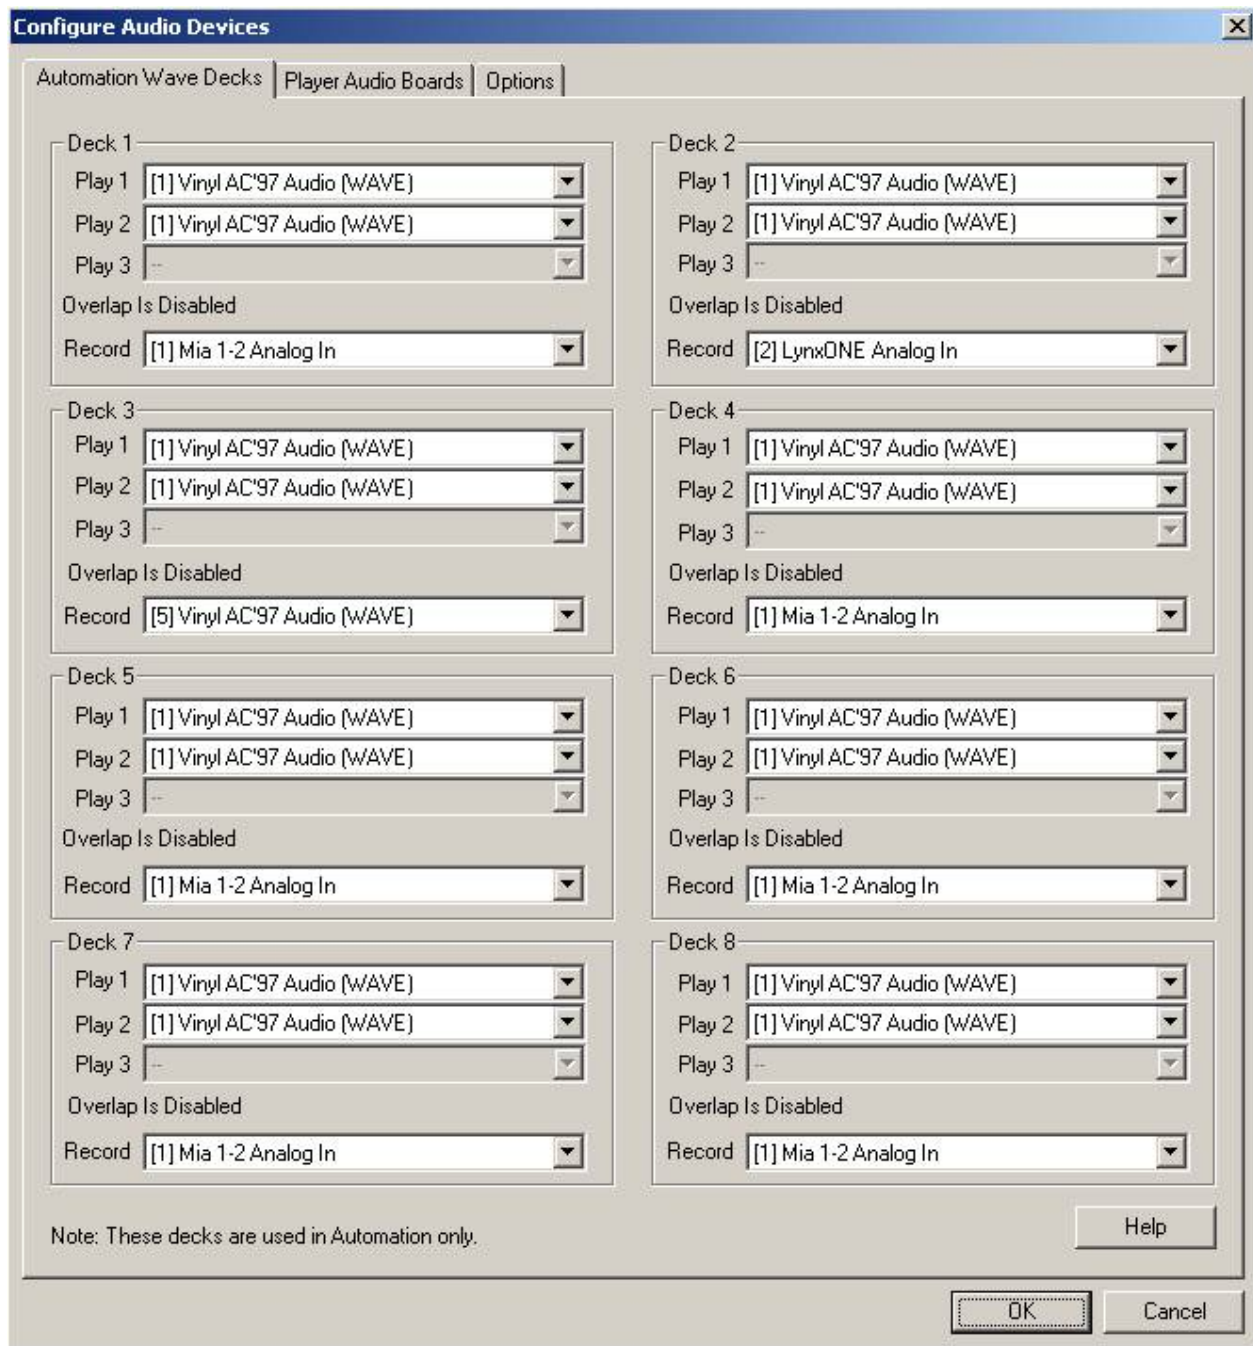 Configure Audio Devices
Automation Wave Decks
Player Audio Boards
Options
Deck 1
Play 1 [1] Vinyl AC'97 Audio (WAVE)
Play 2 [1] Vinyl AC'97 Audio (WAVE)
Play 3 --
Overlap Is Disabled
Record [1] Mia 1-2 Analog In
Deck 2
Play 1 [1] Vinyl AC'97 Audio (WAVE)
Play 2 [1] Vinyl AC'97 Audio (WAVE)
Play 3 --
Overlap Is Disabled
Record [2] LynxONE Analog In
Deck 3
Play 1 [1] Vinyl AC'97 Audio (WAVE)
Play 2 [1] Vinyl AC'97 Audio (WAVE)
Play 3 --
Overlap Is Disabled
Record [5] Vinyl AC'97 Audio (WAVE)
Deck 4
Play 1 [1] Vinyl AC'97 Audio (WAVE)
Play 2 [1] Vinyl AC'97 Audio (WAVE)
Play 3 --
Overlap Is Disabled
Record [1] Mia 1-2 Analog In
Deck 5
Play 1 [1] Vinyl AC'97 Audio (WAVE)
Play 2 [1] Vinyl AC'97 Audio (WAVE)
Play 3 --
Overlap Is Disabled
Record [1] Mia 1-2 Analog In
Deck 6
Play 1 [1] Vinyl AC'97 Audio (WAVE)
Play 2 [1] Vinyl AC'97 Audio (WAVE)
Play 3 --
Overlap Is Disabled
Record [1] Mia 1-2 Analog In
Deck 7
Play 1 [1] Vinyl AC'97 Audio (WAVE)
Play 2 [1] Vinyl AC'97 Audio (WAVE)
Play 3 --
Overlap Is Disabled
Record [1] Mia 1-2 Analog In
Deck 8
Play 1 [1] Vinyl AC'97 Audio (WAVE)
Play 2 [1] Vinyl AC'97 Audio (WAVE)
Play 3 --
Overlap Is Disabled
Record [1] Mia 1-2 Analog In
Note: These decks are used in Automation only.
Help
OK
Cancel